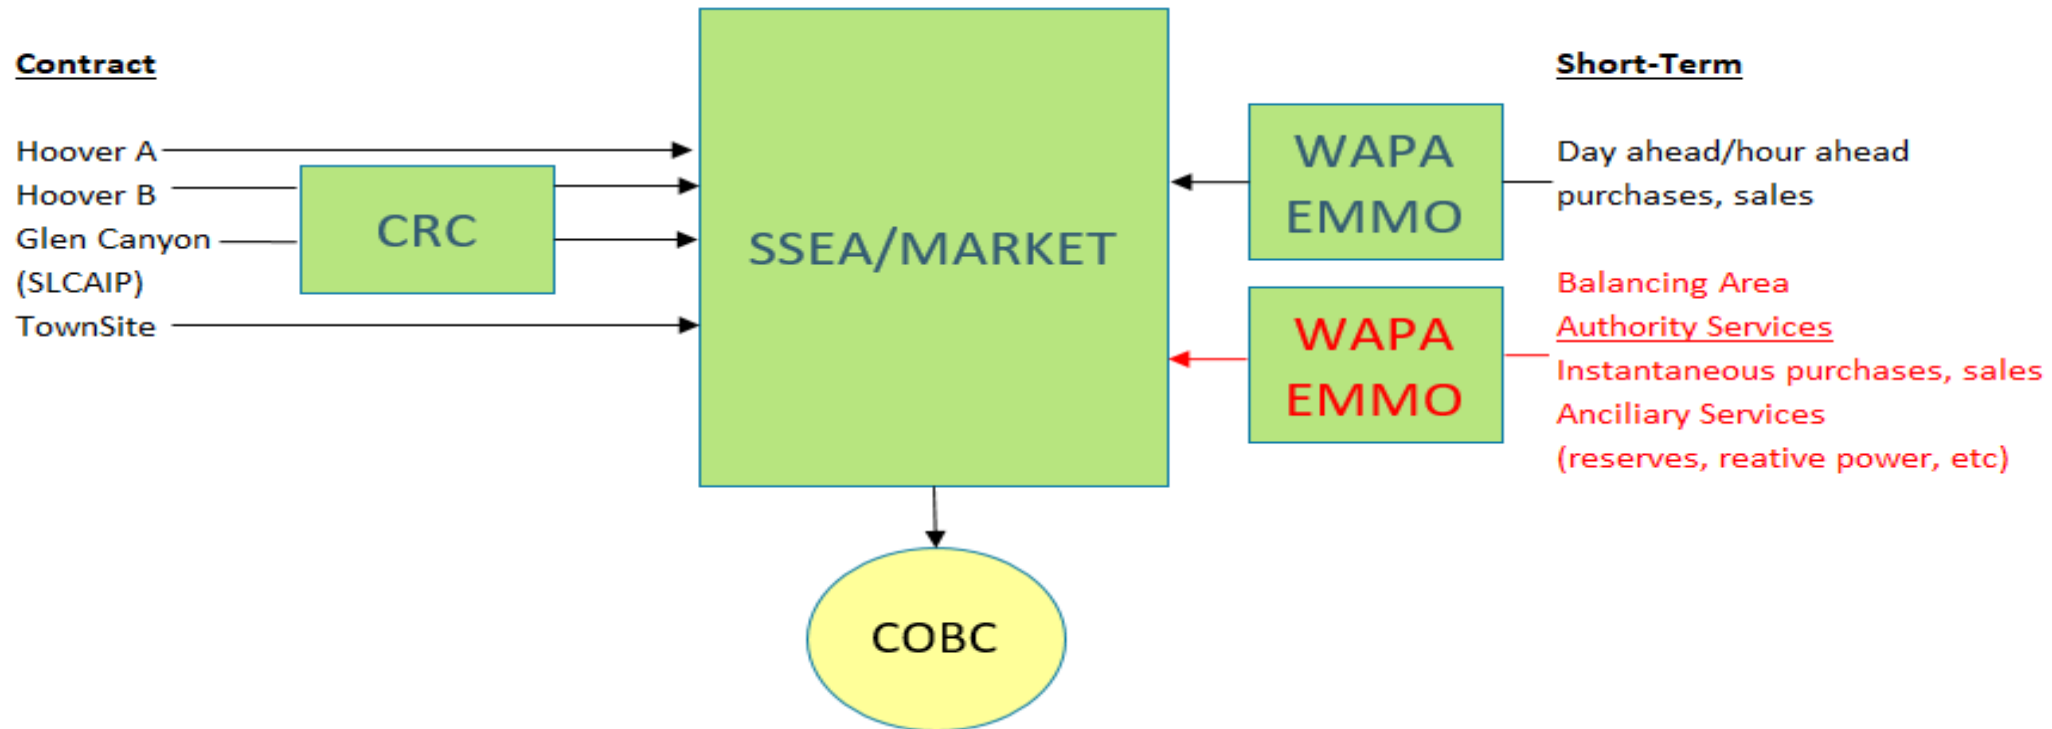 Contract
Hoover A
Hoover B
Glen Canyon
(SLCAIP)
TownSite
CRC
SSEA/MARKET
COBC
WAPA
EMMO
WAPA
EMMO
Short-Term
Day ahead/hour ahead
purchases, sales
Balancing Area
Authority Services
Instantaneous purchases, sales
Anciliary Services
(reserves, reative power, etc)